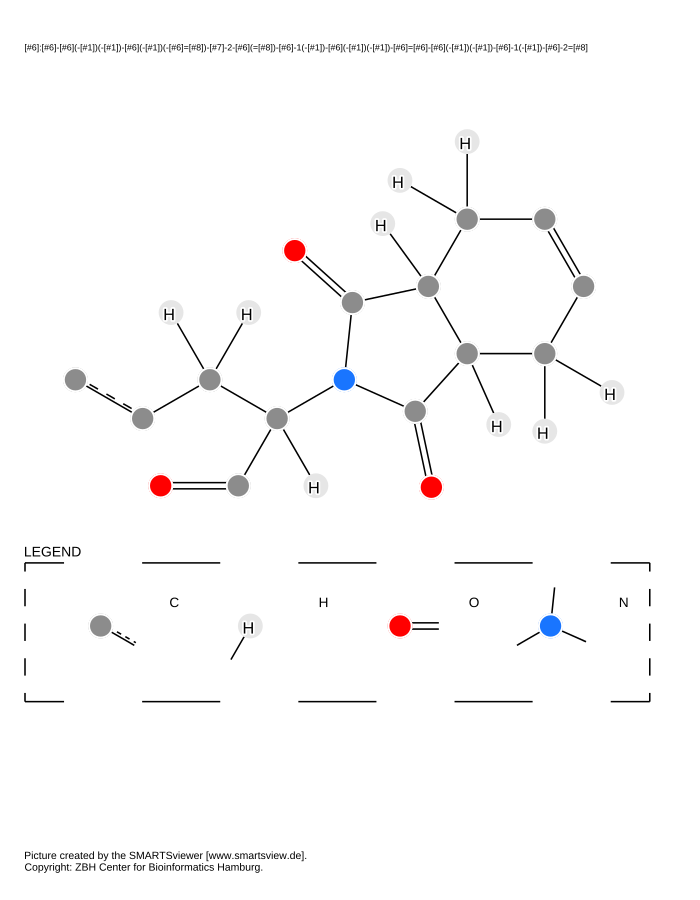 [#6]:[#6]-[#6](-[#1])(-[#1])-[#6](-[#1])(-[#6]=[#8])-[#7]-2-[#6](=[#8])-[#6]-1(-[#1])-[#6](-[#1])(-[#1])-[#6]=[#6]-[#6](-[#1])(-[#1])-[#6]-1(-[#1])-[#6]-2=[#8]
H
H
H
H H
H
H
H
H
LEGEND
C H O N
H
Picture created by the SMARTSviewer [www.smartsview.de].
Copyright: ZBH Center for Bioinformatics Hamburg.